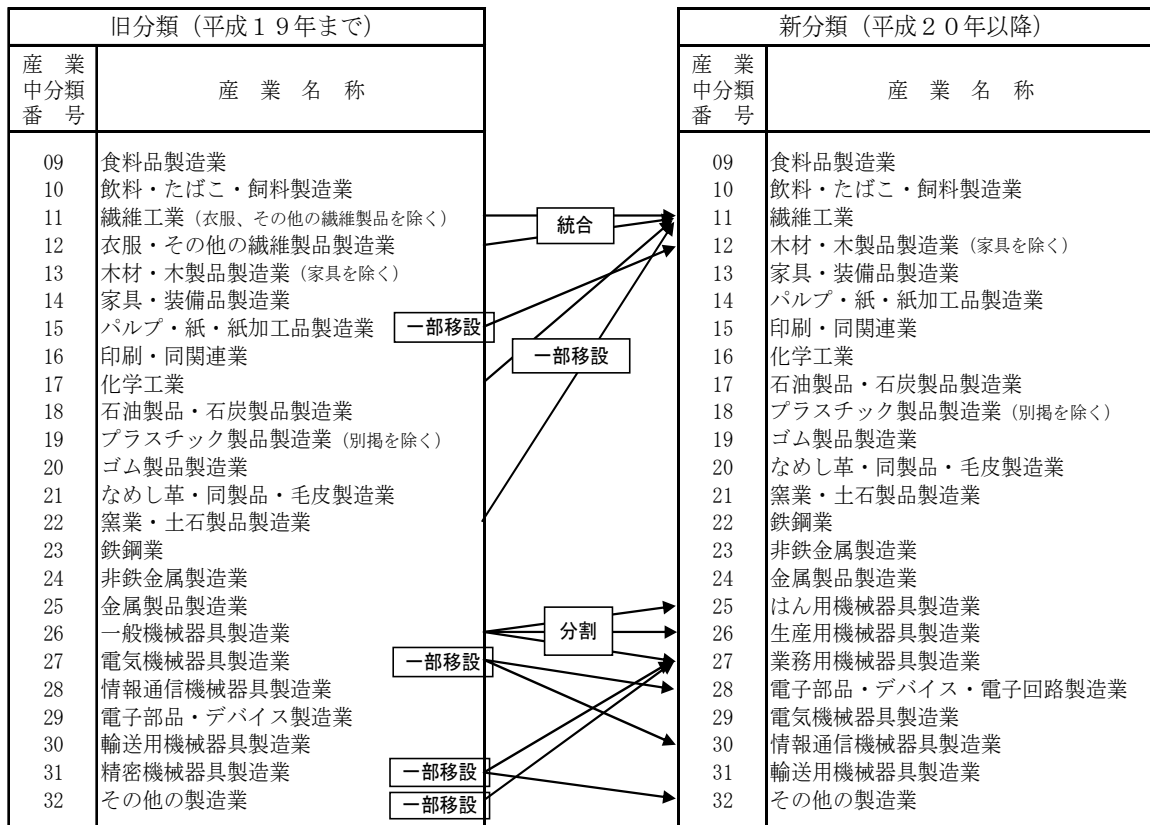 旧分類（平成１９年まで）
産　業
中分類
番　号
産　業　名　称
09 食料品製造業
10 飲料・たばこ・飼料製造業
11 繊維工業（衣服、その他の繊維製品を除く）
12 衣服・その他の繊維製品製造業
13 木材・木製品製造業（家具を除く）
14 家具・装備品製造業
15 パルプ・紙・紙加工品製造業
16 印刷・同関連業
17 化学工業
18 石油製品・石炭製品製造業
19 プラスチック製品製造業（別掲を除く）
20 ゴム製品製造業
21 なめし革・同製品・毛皮製造業
22 窯業・土石製品製造業
23 鉄鋼業
24 非鉄金属製造業
25 金属製品製造業
26 一般機械器具製造業
27 電気機械器具製造業
28 情報通信機械器具製造業
29 電子部品・デバイス製造業
30 輸送用機械器具製造業
31 精密機械器具製造業
32 その他の製造業
統合
一部移設
一部移設
分割
一部移設
一部移設
一部移設
新分類（平成２０年以降）
産　業
中分類
番　号
産　業　名　称
09 食料品製造業
10 飲料・たばこ・飼料製造業
11 繊維工業
12 木材・木製品製造業（家具を除く）
13 家具・装備品製造業
14 パルプ・紙・紙加工品製造業
15 印刷・同関連業
16 化学工業
17 石油製品・石炭製品製造業
18 プラスチック製品製造業（別掲を除く）
19 ゴム製品製造業
20 なめし革・同製品・毛皮製造業
21 窯業・土石製品製造業
22 鉄鋼業
23 非鉄金属製造業
24 金属製品製造業
25 はん用機械器具製造業
26 生産用機械器具製造業
27 業務用機械器具製造業
28 電子部品・デバイス・電子回路製造業
29 電気機械器具製造業
30 情報通信機械器具製造業
31 輸送用機械器具製造業
32 その他の製造業